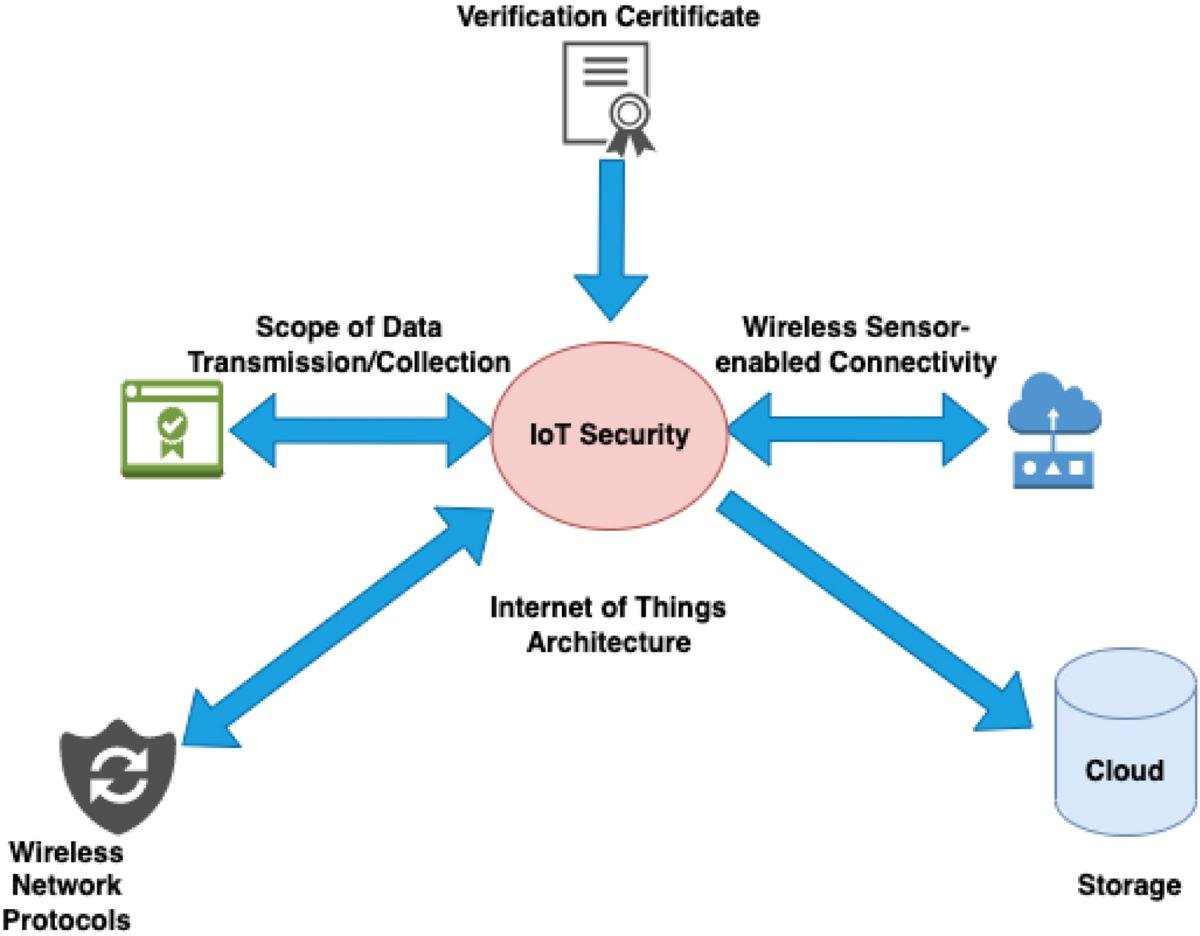 Verification Ceritificate
Scope of Data
Transmission/Collection
Wireless Sensor-
enabled Connectivity
IoT Security
Internet of Things
Architecture
Cloud
Wireless
Network
Protocols
Storage